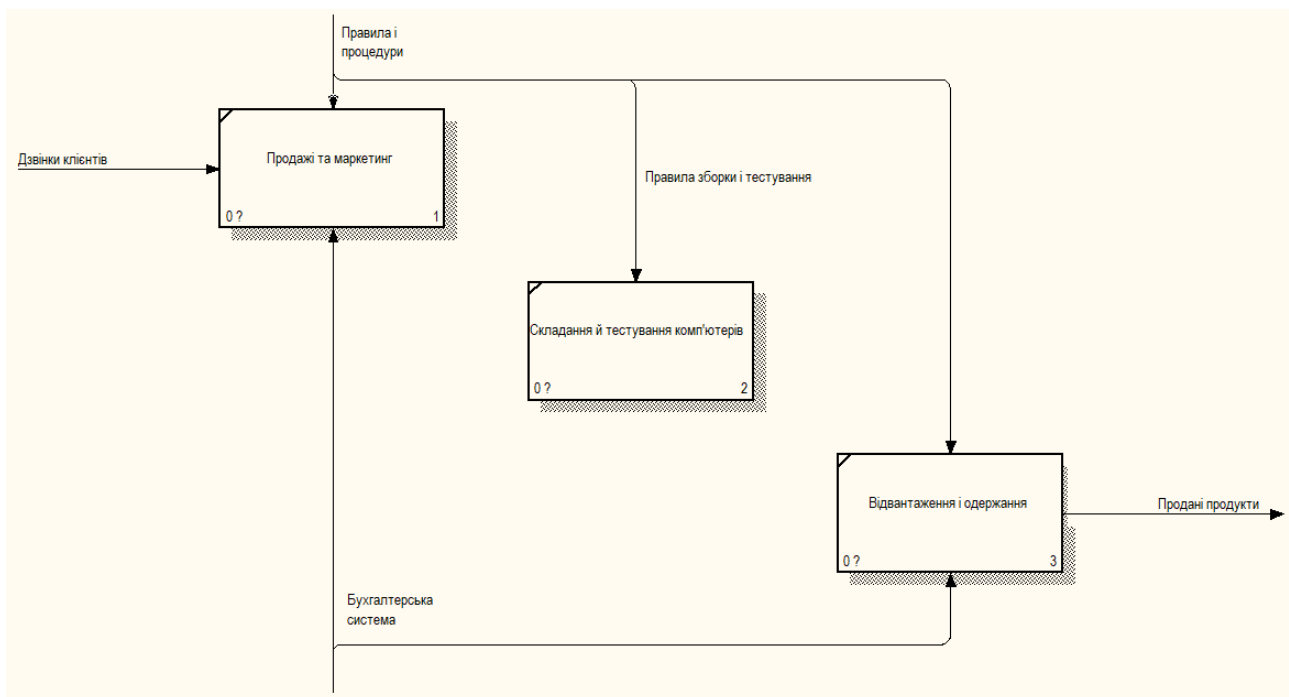 Правила і
процедури
Дзвінки клієнтів
Продажі та маркетинг
0 ?
1
Правила зборки і тестування
Складання й тестування комп'ютерів
0 ?
2
Відвантаження і одержання
0 ?
3
Продані продукти
Бухгалтерська
система